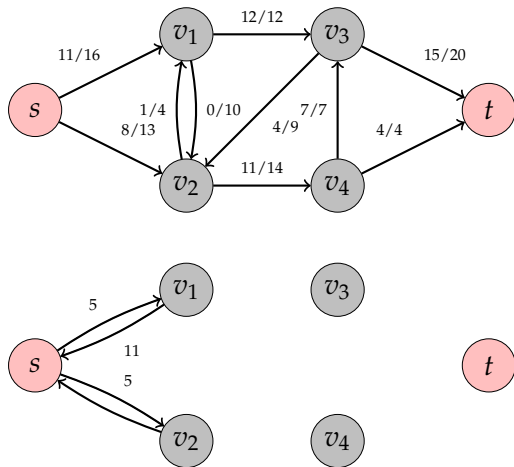 12/12
v1 v3
11/16 15/20
s 1/4 0/10 7/7 t
8/13 4/9 4/4
11/14
v2 v4
v1 v3
5
11
s t
5
v2 v4